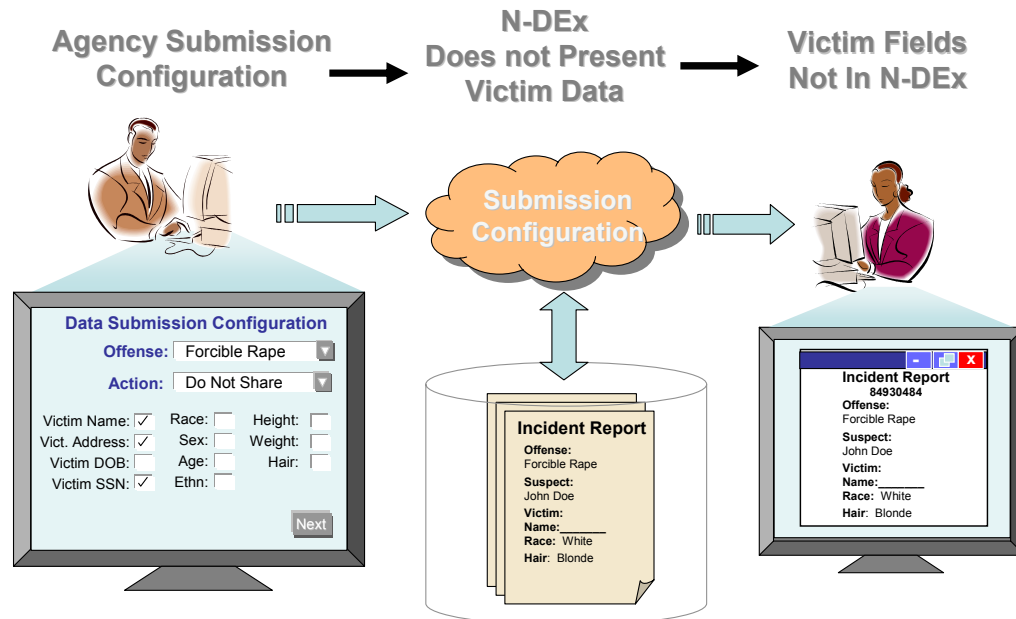 Agency Submission
Configuration
N-DEx
Does not Present
Victim Data
Victim Fields
Not In N-DEx
Submission
Configuration
Data Submission Configuration
Offense: Forcible Rape
Action: Do Not Share
Victim Name: ✓ Race: Height:
Vict. Address: ✓ Sex: Weight:
Victim DOB: Age: Hair:
Victim SSN: ✓ Ethn:
Next
Incident Report
Offense:
Forcible Rape
Suspect:
John Doe
Victim:
Name:_______
Race: White
Hair: Blonde
- X
Incident Report
84930484
Offense:
Forcible Rape
Suspect:
John Doe
Victim:
Name:_______
Race: White
Hair: Blonde